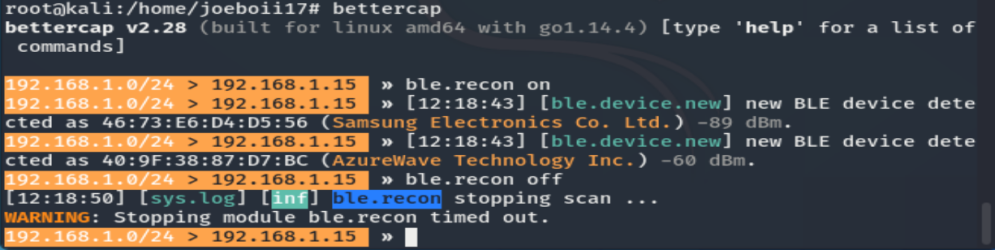 root@kali:/home/joeboii17# bettercap
bettercap v2.28 (built for linux amd64 with go1.14.4) [type 'help' for a list of
 commands]
192.168.1.0/24 > 192.168.1.15  » ble.recon on
192.168.1.0/24 > 192.168.1.15  » [12:18:43] [ble.device.new] new BLE device dete
cted as 46:73:E6:D4:D5:56 (Samsung Electronics Co. Ltd.) -89 dBm.
192.168.1.0/24 > 192.168.1.15  » [12:18:43] [ble.device.new] new BLE device dete
cted as 40:9F:38:87:D7:BC (AzureWave Technology Inc.) -60 dBm.
192.168.1.0/24 > 192.168.1.15  » ble.recon off
[12:18:50] [sys.log] [inf] ble.recon stopping scan ...
WARNING: Stopping module ble.recon timed out.
192.168.1.0/24 > 192.168.1.15  »